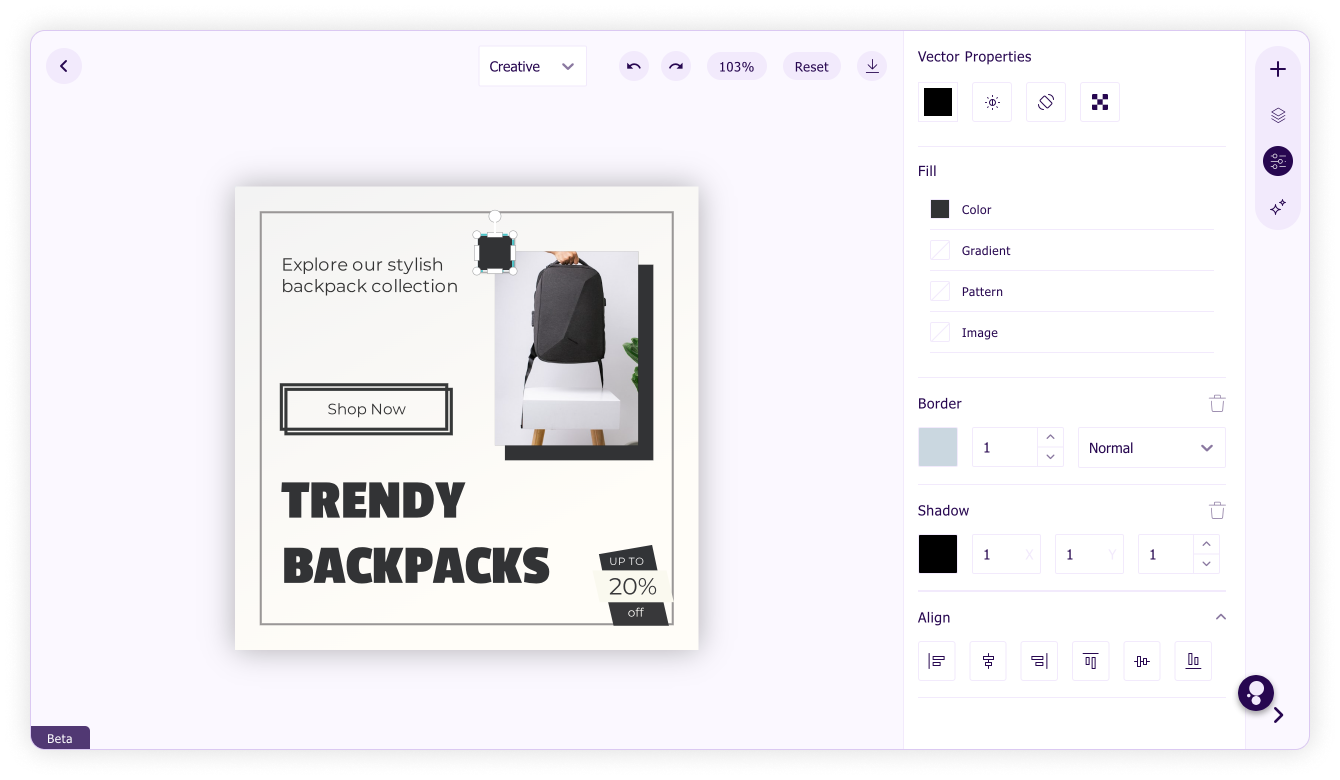 Creative
103%
Reset
Explore our stylish
backpack collection
Shop Now
TRENDY
BACKPACKS
UP TO
20%
off
Beta
Vector Properties
Fill
Color
Gradient
Pattern
Image
Border
1
Normal
Shadow
1 X
1 Y
1
Align